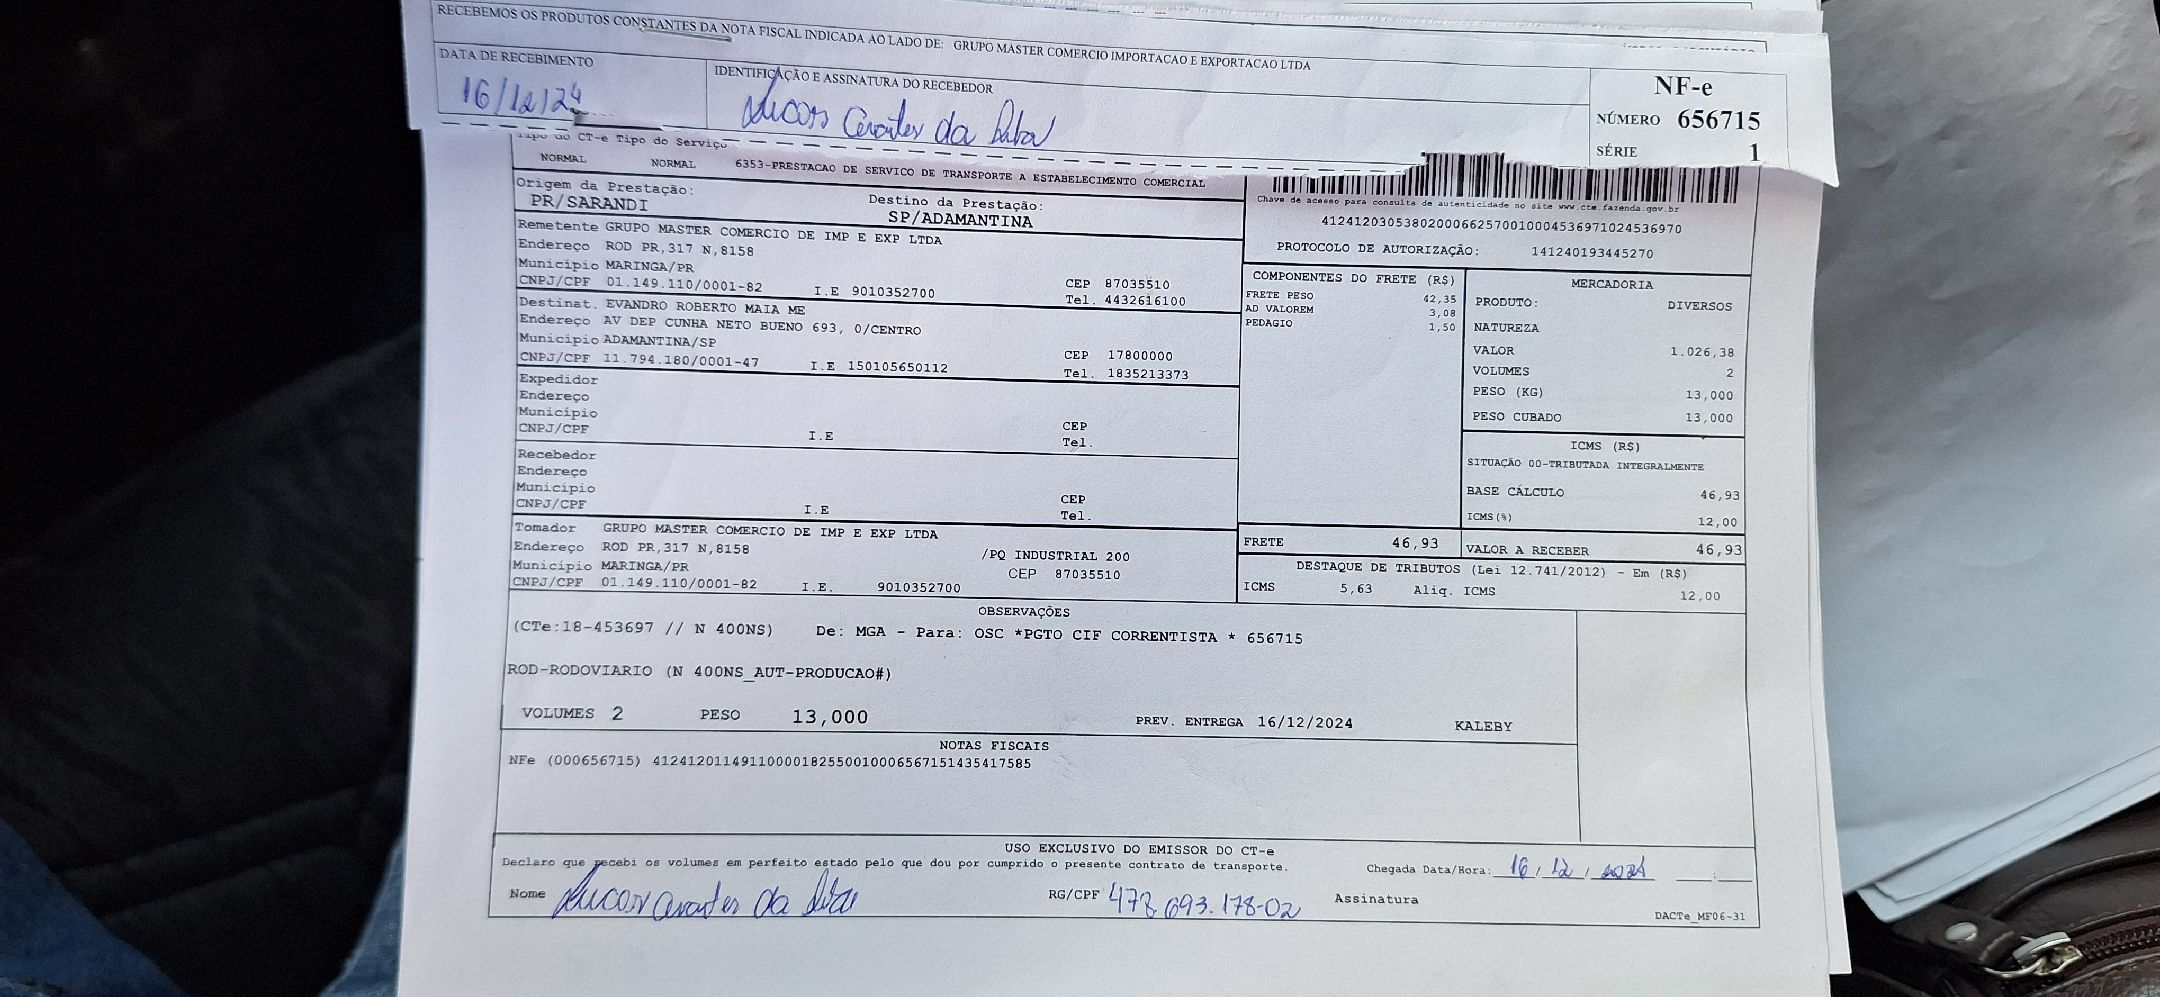 RECEBEMOS OS PRODUTOS CONSTANTES DA NOTA FISCAL INDICADA AO LADO DE: GRUPO MASTER COMERCIO IMPORTACAO E EXPORTACAO LTDA
DATA DE RECEBIMENTO
16/12/24
IDENTIFICAÇÃO E ASSINATURA DO RECEBEDOR
da
NF-e
NÚMERO 656715
SÉRIE 1
Tipo do CT-e Tipo do Serviço
NORMAL NORMAL 6353-PRESTACAO DE SERVICO DE TRANSPORTE A ESTABELECIMENTO COMERCIAL
Origem da Prestação:
PR/SARANDI
Destino da Prestação:
SP/ADAMANTINA
Remetente GRUPO MASTER COMERCIO DE IMP E EXP LTDA
Endereço ROD PR,317 N,8158
Município MARINGA/PR
CNPJ/CPF 01.149.110/0001-82 I.E 9010352700
CEP 87035510
Tel. 4432616100
Destinat. EVANDRO ROBERTO MAIA ME
Endereço AV DEP CUNHA NETO BUENO 693, 0/CENTRO
Município ADAMANTINA/SP
CNPJ/CPF 11.794.180/0001-47 I.E 150105650112
CEP 17800000
Tel. 1835213373
Expedidor
Endereço
Município
CNPJ/CPF I.E
CEP
Tel.
Recebedor
Endereço
Município
CNPJ/CPF I.E
CEP
Tel.
Tomador GRUPO MASTER COMERCIO DE IMP E EXP LTDA
Endereço ROD PR,317 N,8158 /PQ INDUSTRIAL 200
Município MARINGA/PR CEP 87035510
CNPJ/CPF 01.149.110/0001-82 I.E. 9010352700
Chave de acesso para consulta de autenticidade no site www.cte.fazenda.gov.br
41241203053802000662570010004536971024536970
PROTOCOLO DE AUTORIZAÇÃO: 141240193445270
COMPONENTES DO FRETE (R$)
FRETE PESO 42,35
AD VALOREM 3,08
PEDAGIO 1,50
MERCADORIA
PRODUTO: DIVERSOS
NATUREZA
VALOR 1.026,38
VOLUMES 2
PESO (KG) 13,000
PESO CUBADO 13,000
ICMS (R$)
SITUAÇÃO 00-TRIBUTADA INTEGRALMENTE
BASE CÁLCULO 46,93
ICMS(%) 12,00
FRETE 46,93
VALOR A RECEBER 46,93
DESTAQUE DE TRIBUTOS (Lei 12.741/2012) - Em (R$)
ICMS 5,63 Aliq. ICMS 12,00
OBSERVAÇÕES
(CTe:18-453697 // N 400NS) De: MGA - Para: OSC *PGTO CIF CORRENTISTA * 656715
ROD-RODOVIARIO (N 400NS_AUT-PRODUCAO#)
VOLUMES 2 PESO 13,000 PREV. ENTREGA 16/12/2024 KALEBY
NOTAS FISCAIS
NFe (000656715) 41241201149110000182550010006567151435417585
USO EXCLUSIVO DO EMISSOR DO CT-e
Declaro que recebi os volumes em perfeito estado pelo que dou por cumprido o presente contrato de transporte.
Chegada Data/Hora: 16/12/2024
Nome da
RG/CPF 478.693.178-02
Assinatura
DACTe_MF06-31